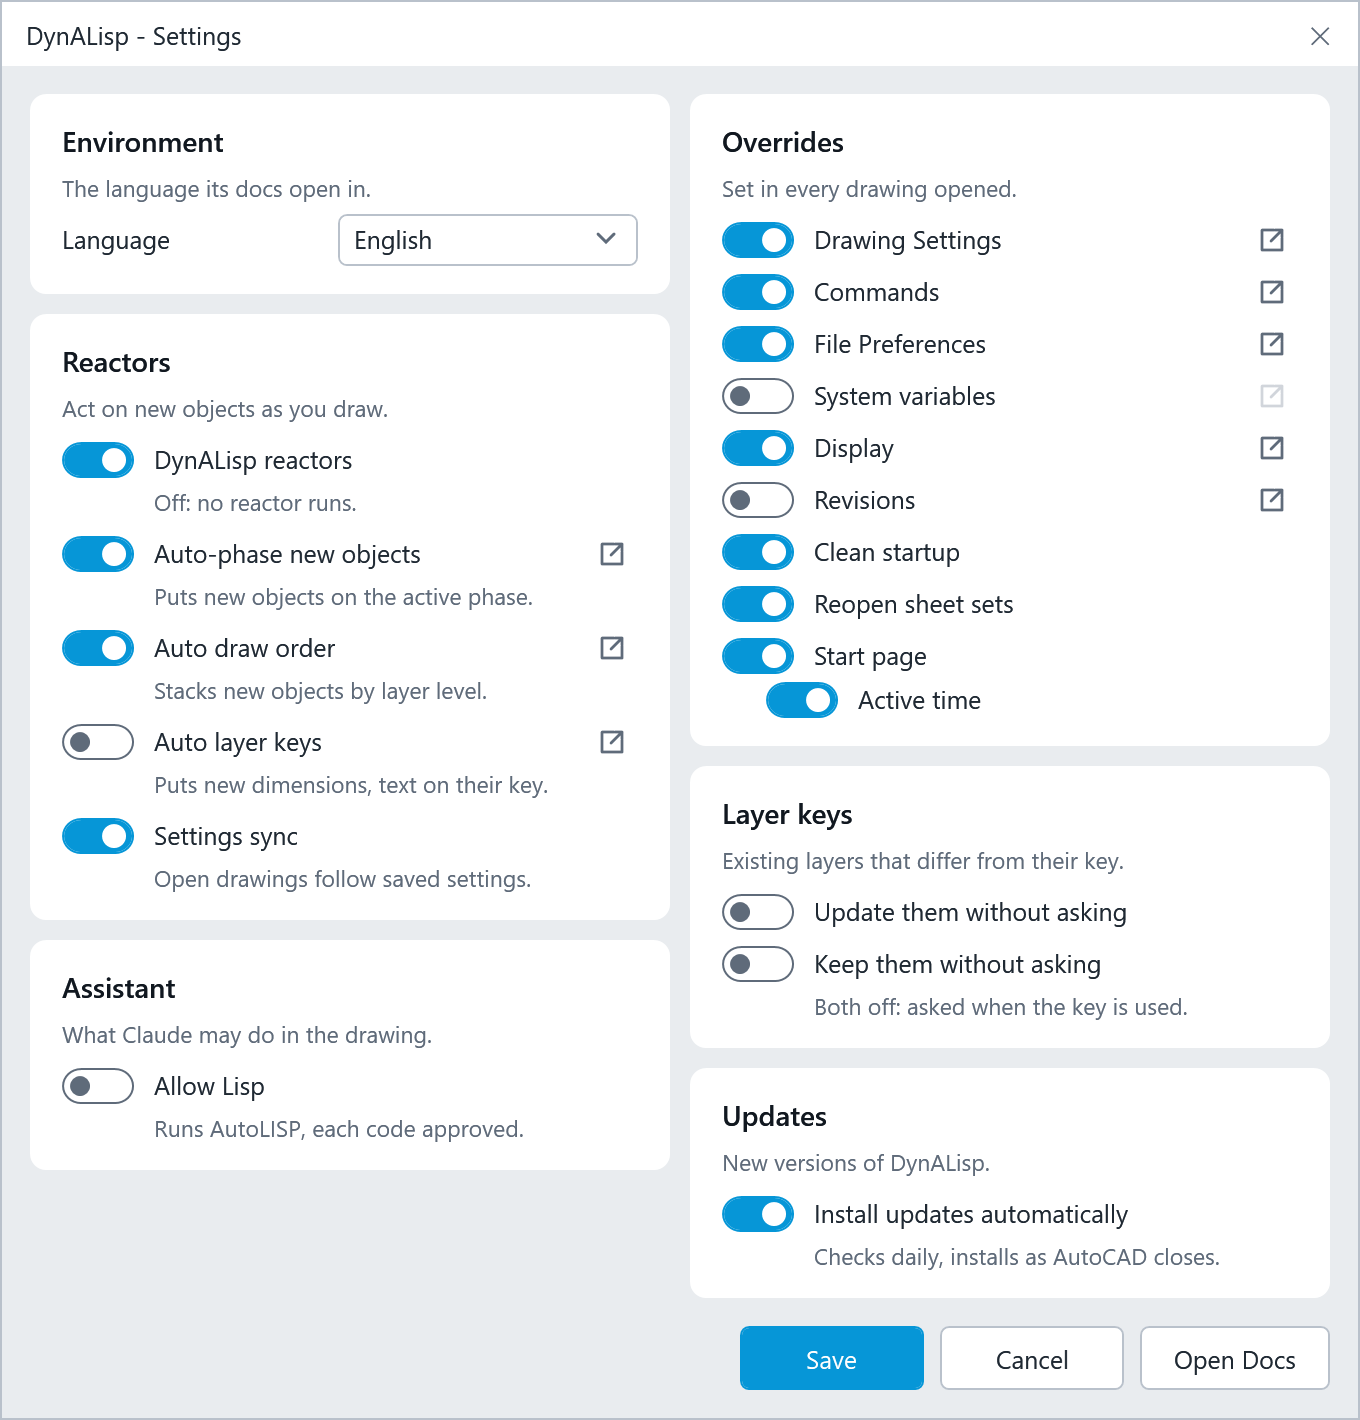 DynALisp - Settings
Environment
The language its docs open in.
Language
English
Reactors
Act on new objects as you draw.
DynALisp reactors
Off: no reactor runs.
Auto-phase new objects
Puts new objects on the active phase.
Auto draw order
Stacks new objects by layer level.
Auto layer keys
Puts new dimensions, text on their key.
Settings sync
Open drawings follow saved settings.
Assistant
What Claude may do in the drawing.
Allow Lisp
Runs AutoLISP, each code approved.
Overrides
Set in every drawing opened.
Drawing Settings
Commands
File Preferences
System variables
Display
Revisions
Clean startup
Reopen sheet sets
Start page
Active time
Layer keys
Existing layers that differ from their key.
Update them without asking
Keep them without asking
Both off: asked when the key is used.
Updates
New versions of DynALisp.
Install updates automatically
Checks daily, installs as AutoCAD closes.
Save
Cancel
Open Docs